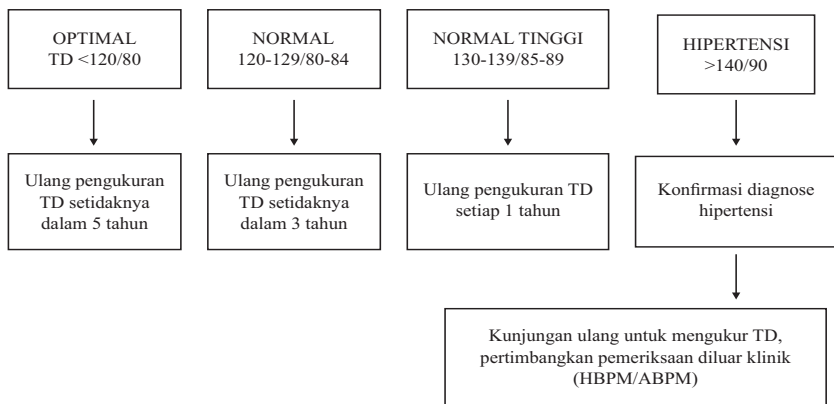 OPTIMAL
TD <120/80
NORMAL
120-129/80-84
NORMAL TINGGI
130-139/85-89
HIPERTENSI
>140/90
Ulang pengukuran
TD setidaknya
dalam 5 tahun
Ulang pengukuran
TD setidaknya
dalam 3 tahun
Ulang pengukuran TD
setiap 1 tahun
Konfirmasi diagnose
hipertensi
Kunjungan ulang untuk mengukur TD,
pertimbangkan pemeriksaan diluar klinik
(HBPM/ABPM)